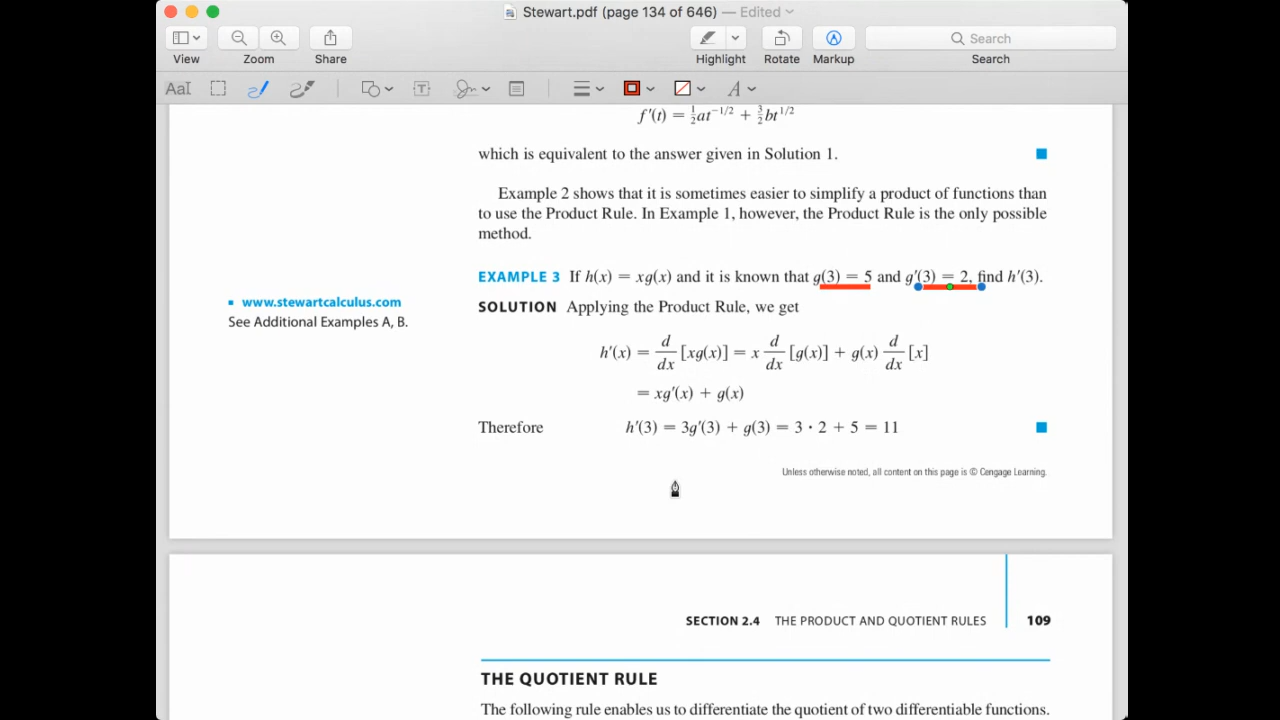 Stewart.pdf (page 134 of 646) — Edited
View Zoom Share Highlight Rotate Markup Search
Search
AaI T A
f′(t) = ½at^−1/2 + 3/2 bt^1/2
which is equivalent to the answer given in Solution 1.
Example 2 shows that it is sometimes easier to simplify a product of functions than
to use the Product Rule. In Example 1, however, the Product Rule is the only possible
method.
EXAMPLE 3 If h(x) = xg(x) and it is known that g(3) = 5 and g′(3) = 2, find h′(3).
www.stewartcalculus.com
See Additional Examples A, B.
SOLUTION Applying the Product Rule, we get
h′(x) = d/dx [xg(x)] = x d/dx [g(x)] + g(x) d/dx [x]
= xg′(x) + g(x)
Therefore h′(3) = 3g′(3) + g(3) = 3 · 2 + 5 = 11
Unless otherwise noted, all content on this page is © Cengage Learning.
SECTION 2.4 THE PRODUCT AND QUOTIENT RULES 109
THE QUOTIENT RULE
The following rule enables us to differentiate the quotient of two differentiable functions.